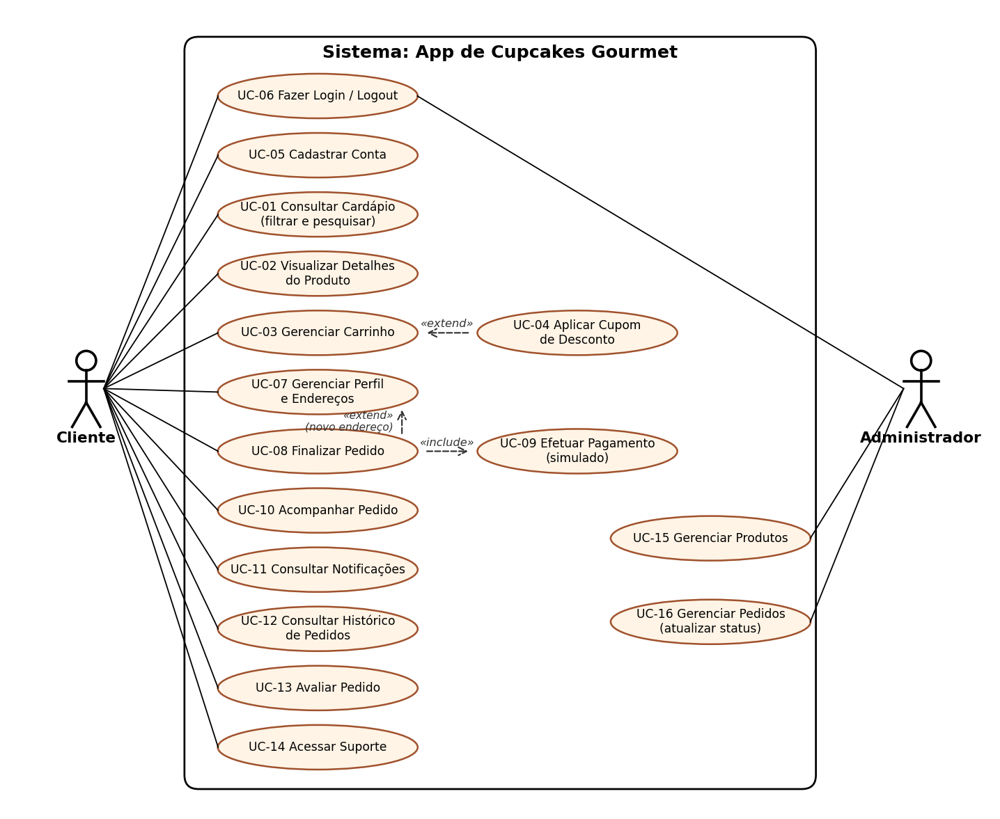 Sistema: App de Cupcakes Gourmet
UC-06 Fazer Login / Logout
UC-05 Cadastrar Conta
UC-01 Consultar Cardápio
(filtrar e pesquisar)
UC-02 Visualizar Detalhes
do Produto
UC-03 Gerenciar Carrinho
«extend»
UC-04 Aplicar Cupom
de Desconto
UC-07 Gerenciar Perfil
e Endereços
«extend»
(novo endereço)
Cliente
Administrador
UC-08 Finalizar Pedido
«include»
UC-09 Efetuar Pagamento
(simulado)
UC-10 Acompanhar Pedido
UC-15 Gerenciar Produtos
UC-11 Consultar Notificações
UC-12 Consultar Histórico
de Pedidos
UC-16 Gerenciar Pedidos
(atualizar status)
UC-13 Avaliar Pedido
UC-14 Acessar Suporte